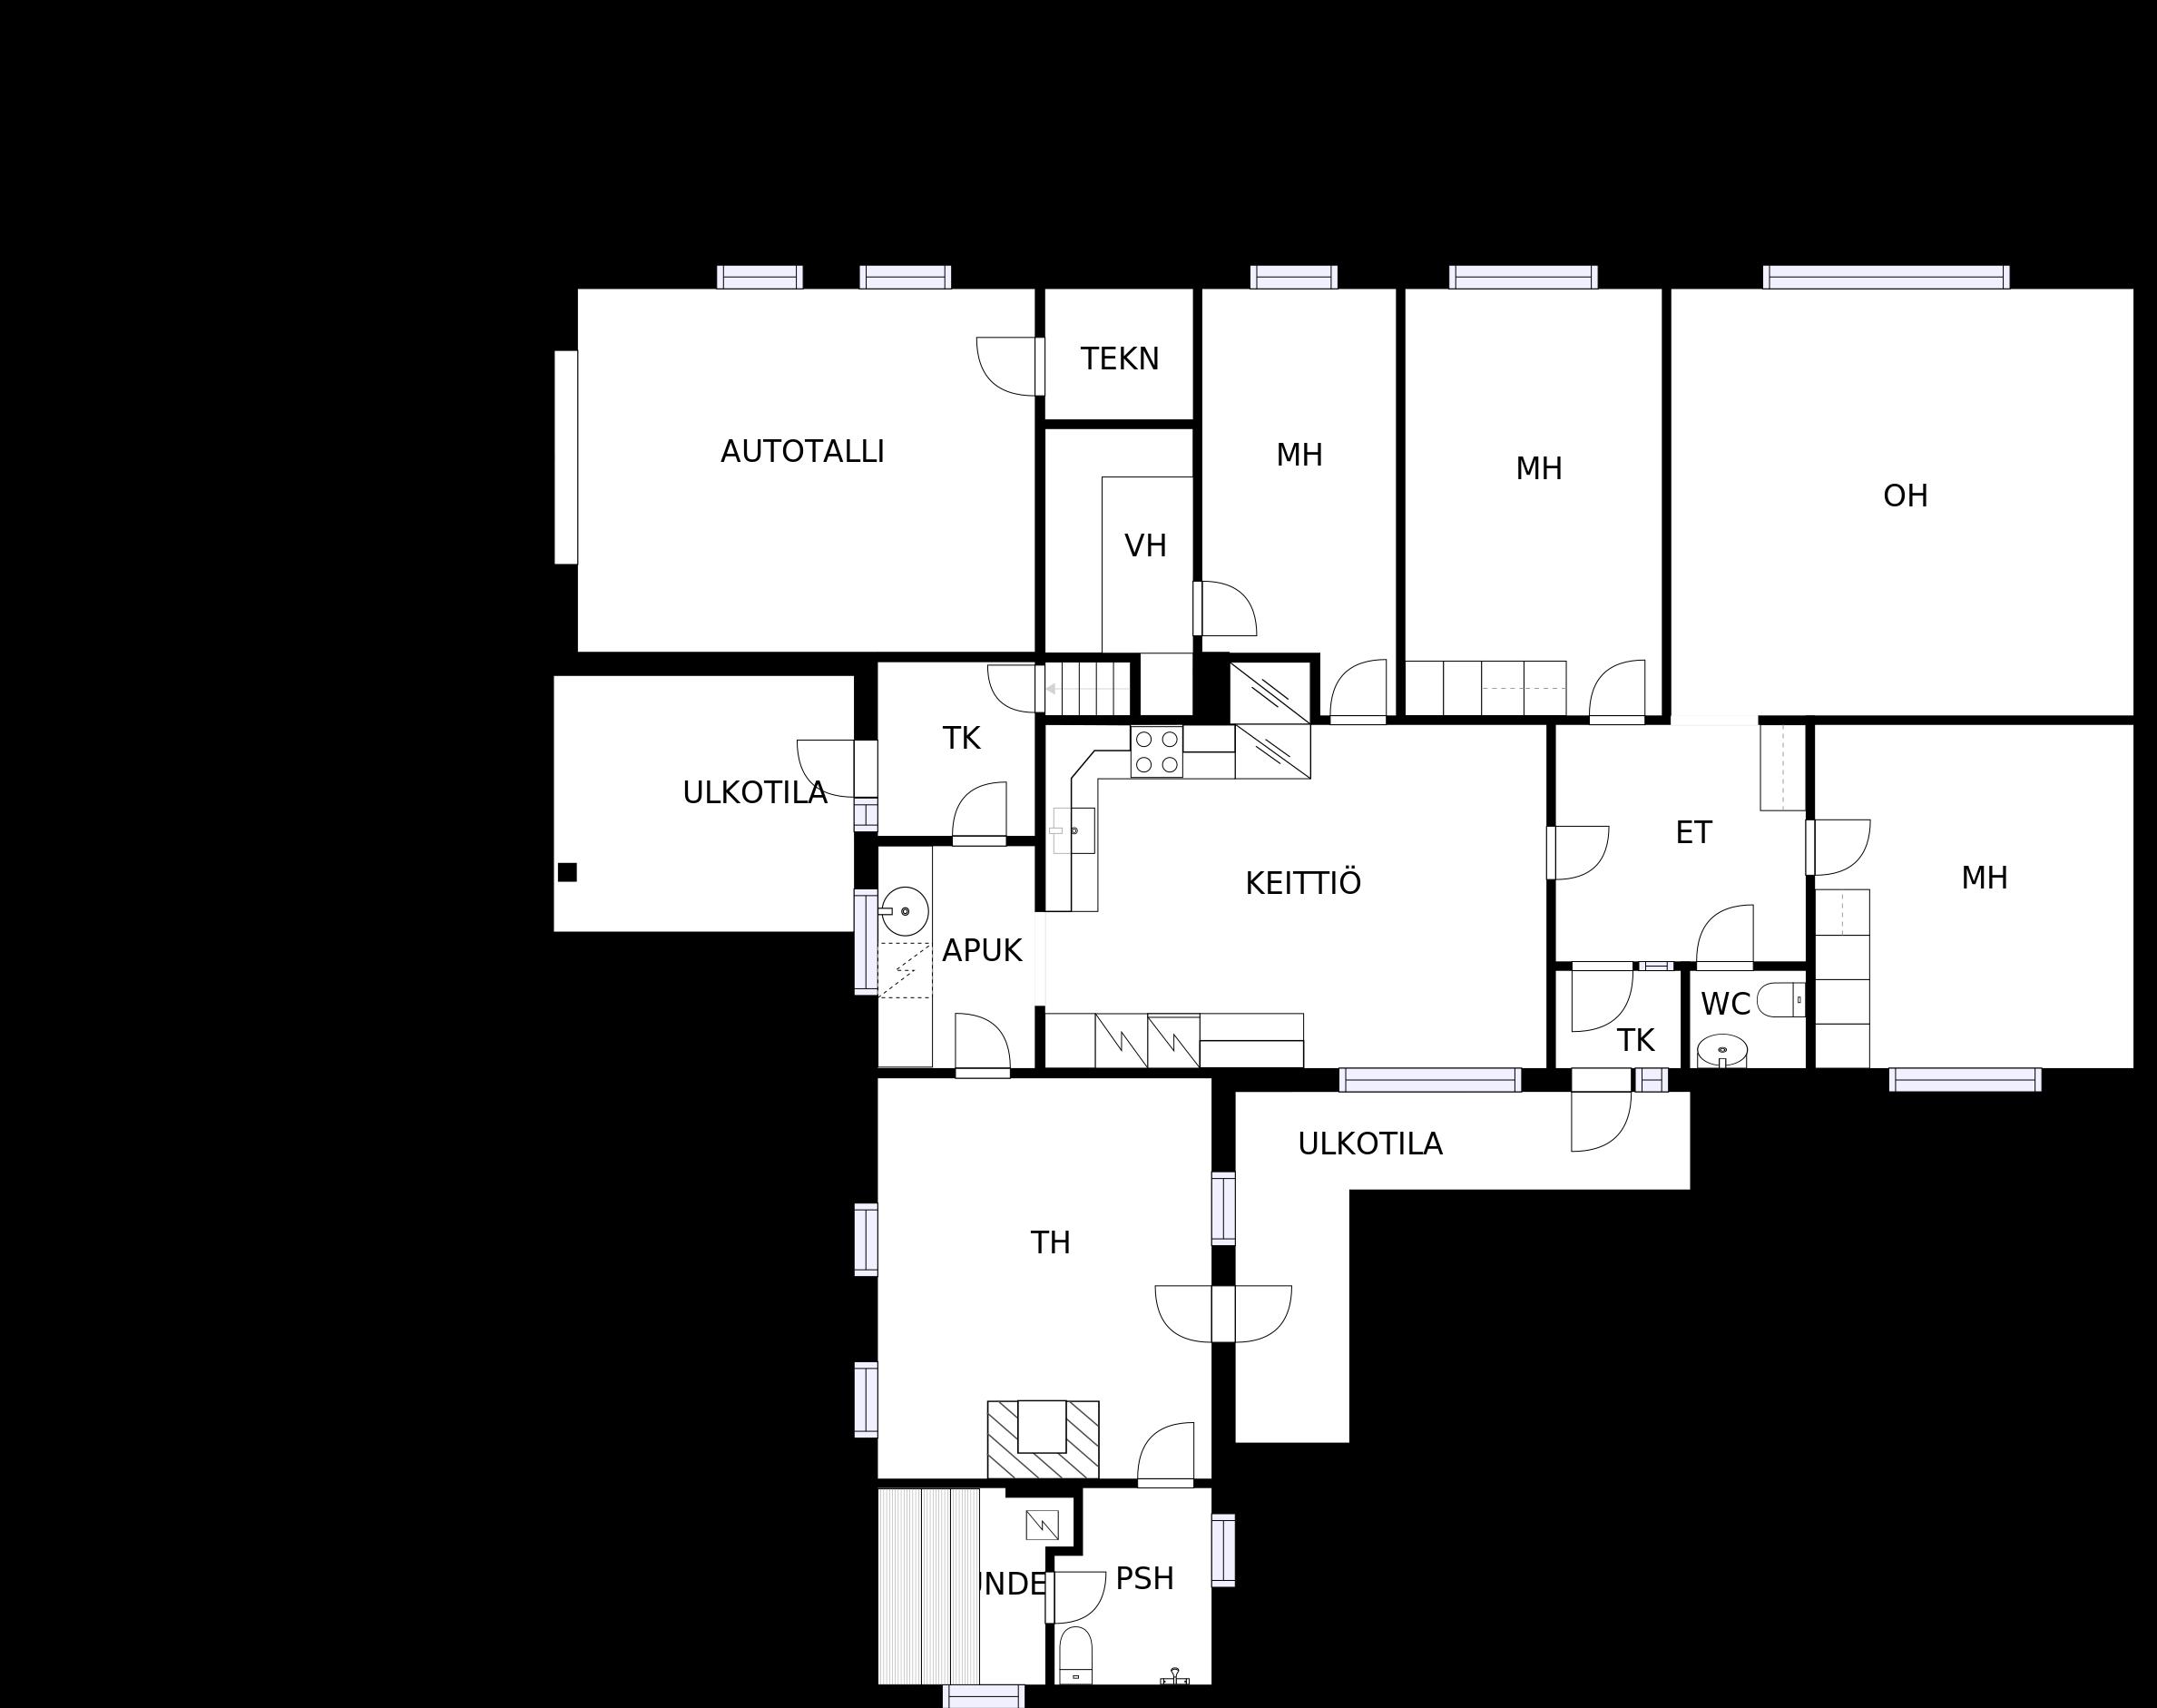 TEKN
AUTOTALLI
MH
MH
OH
VH
TK
ULKOTILA
KEITTIÖ
ET
MH
APUK
WC
TK
ULKOTILA
TH
UNDE
PSH